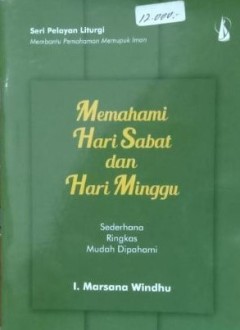 12.000.-
Seri Pelayan Liturgi
Membantu Pemahaman Memupuk Iman
Memahami
Hari Sabat
dan
Hari Minggu
Sederhana
Ringkas
Mudah Dipahami
I. Marsana Windhu